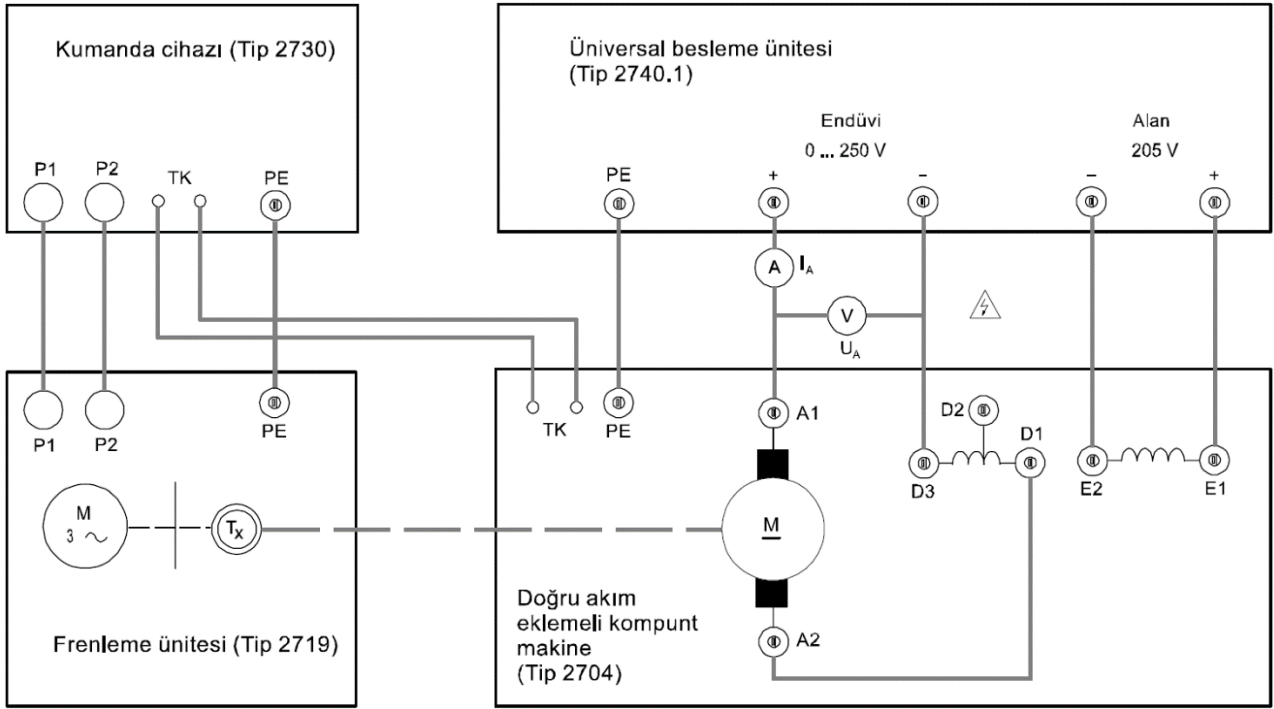 Kumanda cihazı (Tip 2730)
P1 P2 TK PE
Üniversal besleme ünitesi
(Tip 2740.1)
Endüvi
0 ... 250 V
Alan
205 V
PE + − − +
A I_A
V
U_A
P1 P2 PE
M
3 ~
T_X
Frenleme ünitesi (Tip 2719)
TK PE
A1
D2
D1
D3
E2 E1
M
A2
Doğru akım
eklemeli kompunt
makine
(Tip 2704)